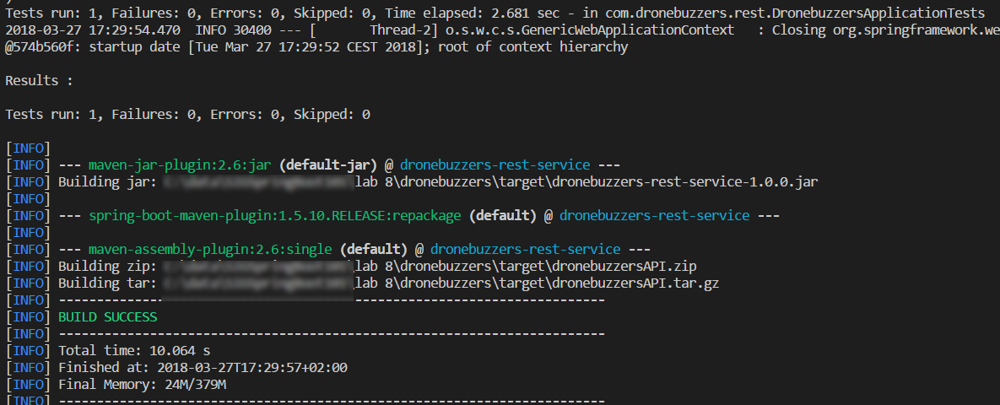 Tests run: 1, Failures: 0, Errors: 0, Skipped: 0, Time elapsed: 2.681 sec - in com.dronebuzzers.rest.DronebuzzersApplicationTests
2018-03-27 17:29:54.470  INFO 30400 --- [       Thread-2] o.s.w.c.s.GenericWebApplicationContext   : Closing org.springframework.we
@574b560f: startup date [Tue Mar 27 17:29:52 CEST 2018]; root of context hierarchy
Results :
Tests run: 1, Failures: 0, Errors: 0, Skipped: 0
[INFO]
[INFO] --- maven-jar-plugin:2.6:jar (default-jar) @ dronebuzzers-rest-service ---
[INFO] Building jar: lab 8\dronebuzzers\target\dronebuzzers-rest-service-1.0.0.jar
[INFO]
[INFO] --- spring-boot-maven-plugin:1.5.10.RELEASE:repackage (default) @ dronebuzzers-rest-service ---
[INFO]
[INFO] --- maven-assembly-plugin:2.6:single (default) @ dronebuzzers-rest-service ---
[INFO] Building zip: lab 8\dronebuzzers\target\dronebuzzersAPI.zip
[INFO] Building tar: lab 8\dronebuzzers\target\dronebuzzersAPI.tar.gz
[INFO] ------------------------------------------------------------------------
[INFO] BUILD SUCCESS
[INFO] ------------------------------------------------------------------------
[INFO] Total time: 10.064 s
[INFO] Finished at: 2018-03-27T17:29:57+02:00
[INFO] Final Memory: 24M/379M
[INFO] ------------------------------------------------------------------------